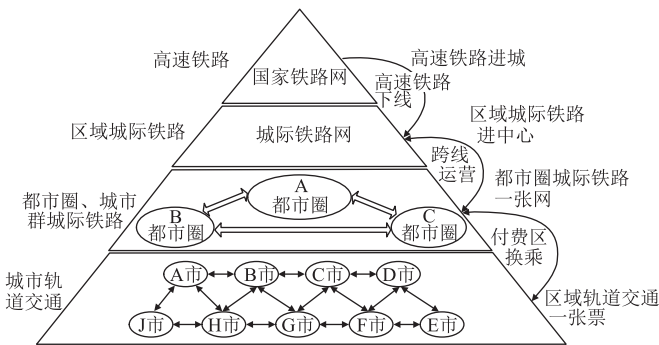 高速铁路
国家铁路网
高速铁路进城
高速铁路
下线
区域城际铁路
城际铁路网
区域城际铁路
进中心
跨线
运营
都市圈、城市
群城际铁路
A
都市圈
B
都市圈
C
都市圈
都市圈城际铁路
一张网
付费区
换乘
城市轨
道交通
A市
B市
C市
D市
J市
H市
G市
F市
E市
区域轨道交通
一张票